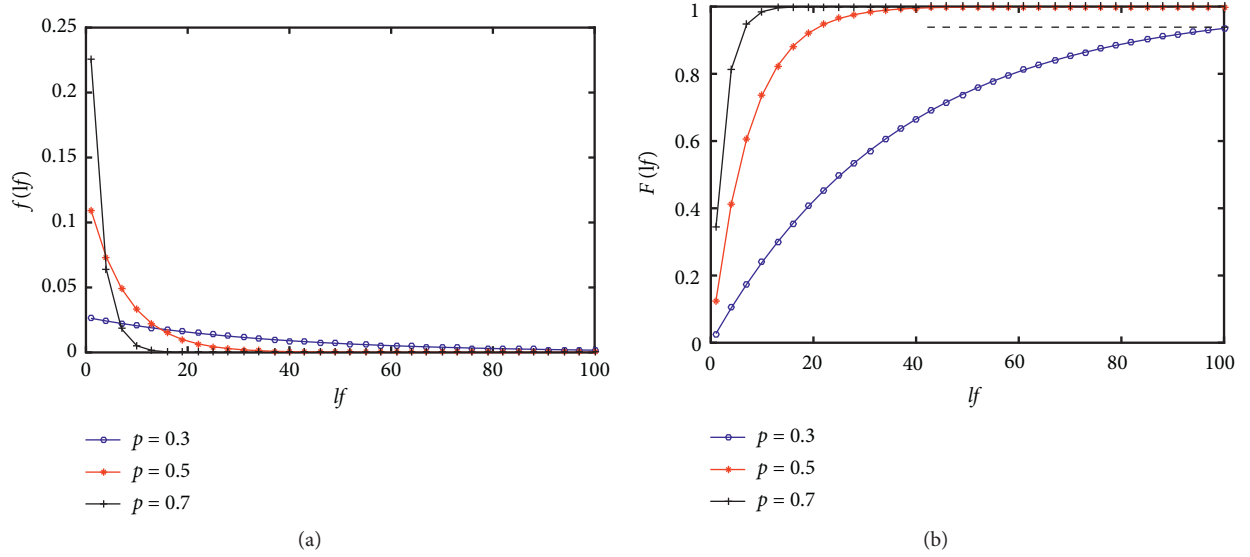 0.25
0.2
0.15
0.1
0.05
0
f (lf)
0 20 40 60 80 100
lf
p = 0.3
p = 0.5
p = 0.7
(a)
1
0.8
0.6
0.4
0.2
0
F (lf)
0 20 40 60 80 100
lf
p = 0.3
p = 0.5
p = 0.7
(b)